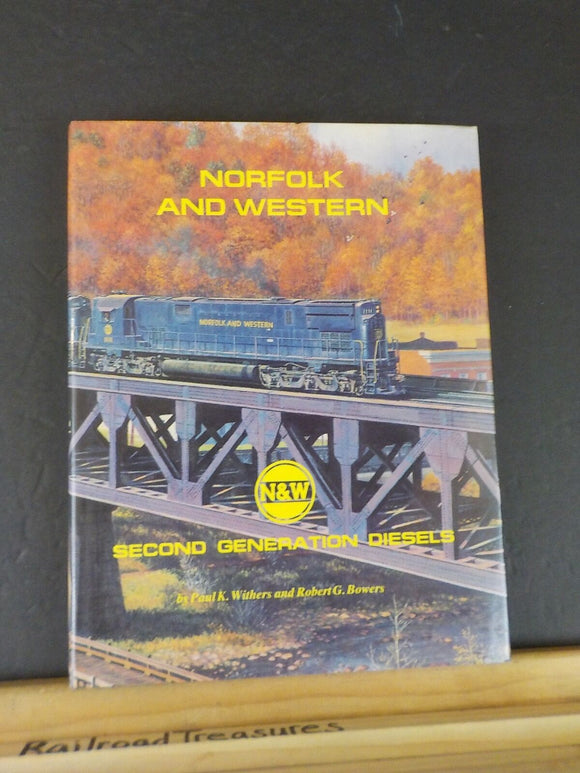 NORFOLK
AND WESTERN
NORFOLK AND WESTERN
N&W
SECOND GENERATION DIESELS
by Paul K. Withers and Robert G. Bowers
Railroad Treasures